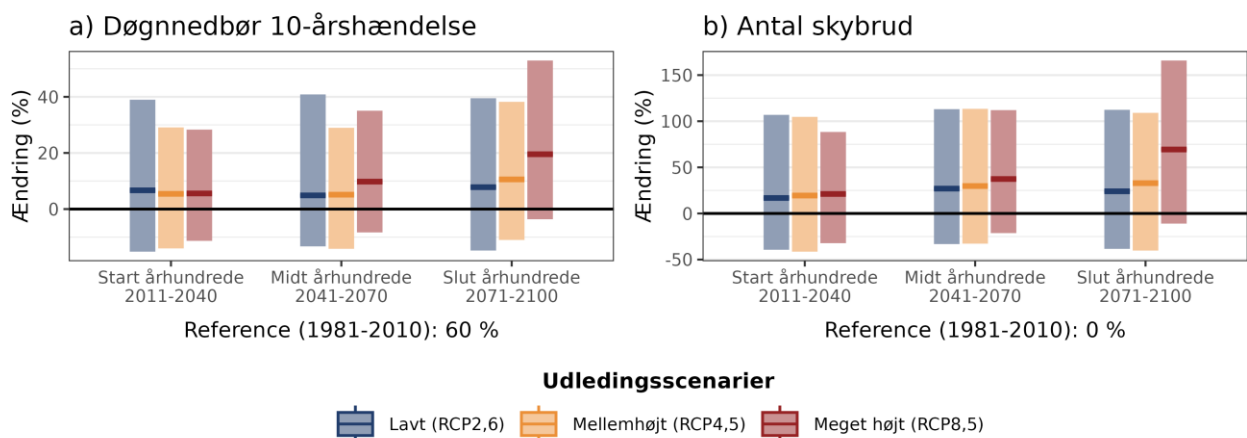 a) Døgnnedbør 10-årshændelse
Ændring (%)
40
20
0
Start århundrede
2011-2040
Midt århundrede
2041-2070
Slut århundrede
2071-2100
Reference (1981-2010): 60 %
b) Antal skybrud
Ændring (%)
150
100
50
0
-50
Start århundrede
2011-2040
Midt århundrede
2041-2070
Slut århundrede
2071-2100
Reference (1981-2010): 0 %
Udledingsscenarier
Lavt (RCP2,6)
Mellemhøjt (RCP4,5)
Meget højt (RCP8,5)